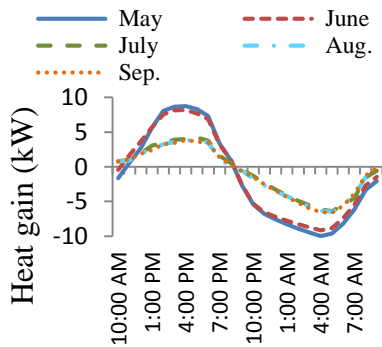 May
June
July
Aug.
Sep.
Heat gain (kW)
10
5
0
-5
-10
10:00 AM
1:00 PM
4:00 PM
7:00 PM
10:00 PM
1:00 AM
4:00 AM
7:00 AM